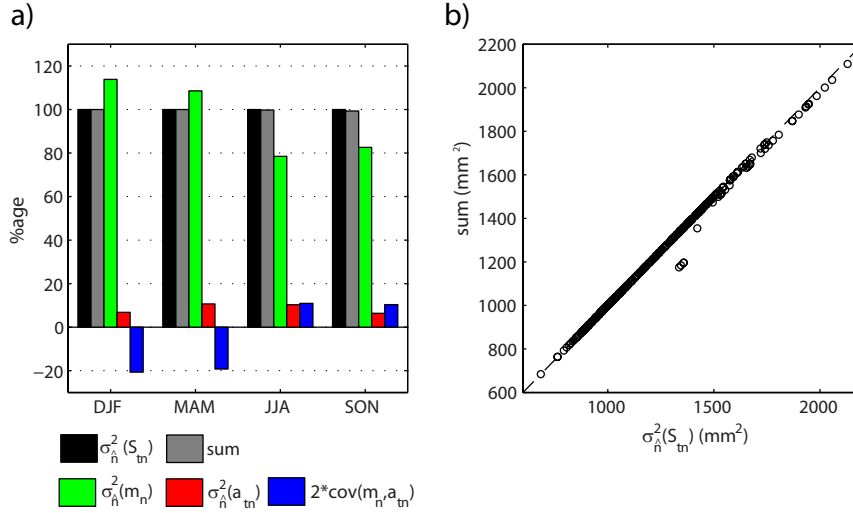 a)
%age
120
100
80
60
40
20
0
−20
DJF MAM JJA SON
σ²n̂(Stn) sum
σ²n̂(mn) σ²n̂(atn) 2*cov(mn,atn)
b)
sum (mm²)
2200
2000
1800
1600
1400
1200
1000
800
600
1000 1500 2000
σ²n̂(Stn) (mm²)